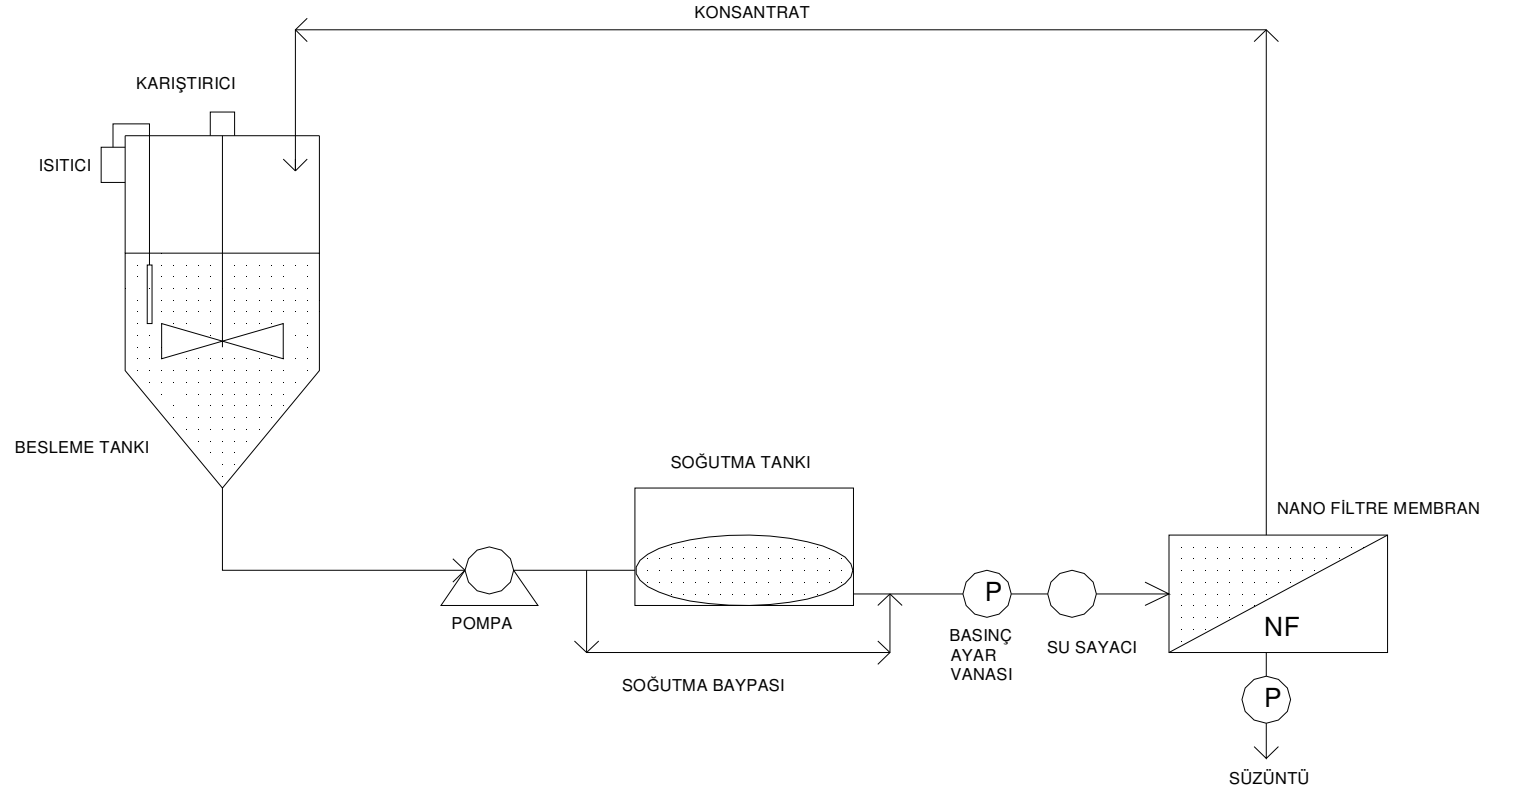 KONSANTRAT
KARIŞTIRICI
ISITICI
BESLEME TANKI
SOĞUTMA TANKI
NANO FİLTRE MEMBRAN
P
NF
POMPA
BASINÇ
AYAR
VANASI
SU SAYACI
SOĞUTMA BAYPASI
P
SÜZÜNTÜ